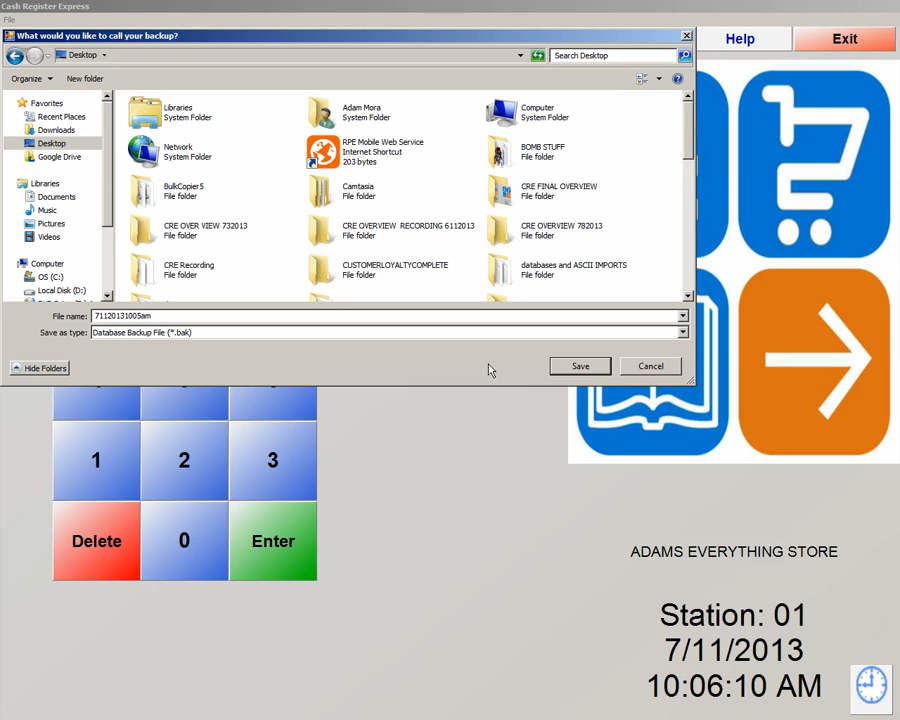 Cash Register Express
File
What would you like to call your backup?
Desktop
Search Desktop
Help
Exit
Organize
New folder
Favorites
Recent Places
Downloads
Desktop
Google Drive
Libraries
Documents
Music
Pictures
Videos
Computer
OS (C:)
Local Disk (D:)
Libraries
System Folder
Adam Mora
System Folder
Computer
System Folder
Network
System Folder
RPE Mobile Web Service
Internet Shortcut
203 bytes
BOMB STUFF
File folder
BulkCopier5
File folder
Camtasia
File folder
CRE FINAL OVERVIEW
File folder
CRE OVER VIEW 732013
File folder
CRE OVERVIEW RECORDING 6112013
File folder
CRE OVERVIEW 782013
File folder
CRE Recording
File folder
CUSTOMERLOYALTYCOMPLETE
File folder
databases and ASCII IMPORTS
File folder
File name:
71120131005am
Save as type:
Database Backup File (*.bak)
Hide Folders
Save
Cancel
1
2
3
Delete
0
Enter
ADAMS EVERYTHING STORE
Station: 01
7/11/2013
10:06:10 AM